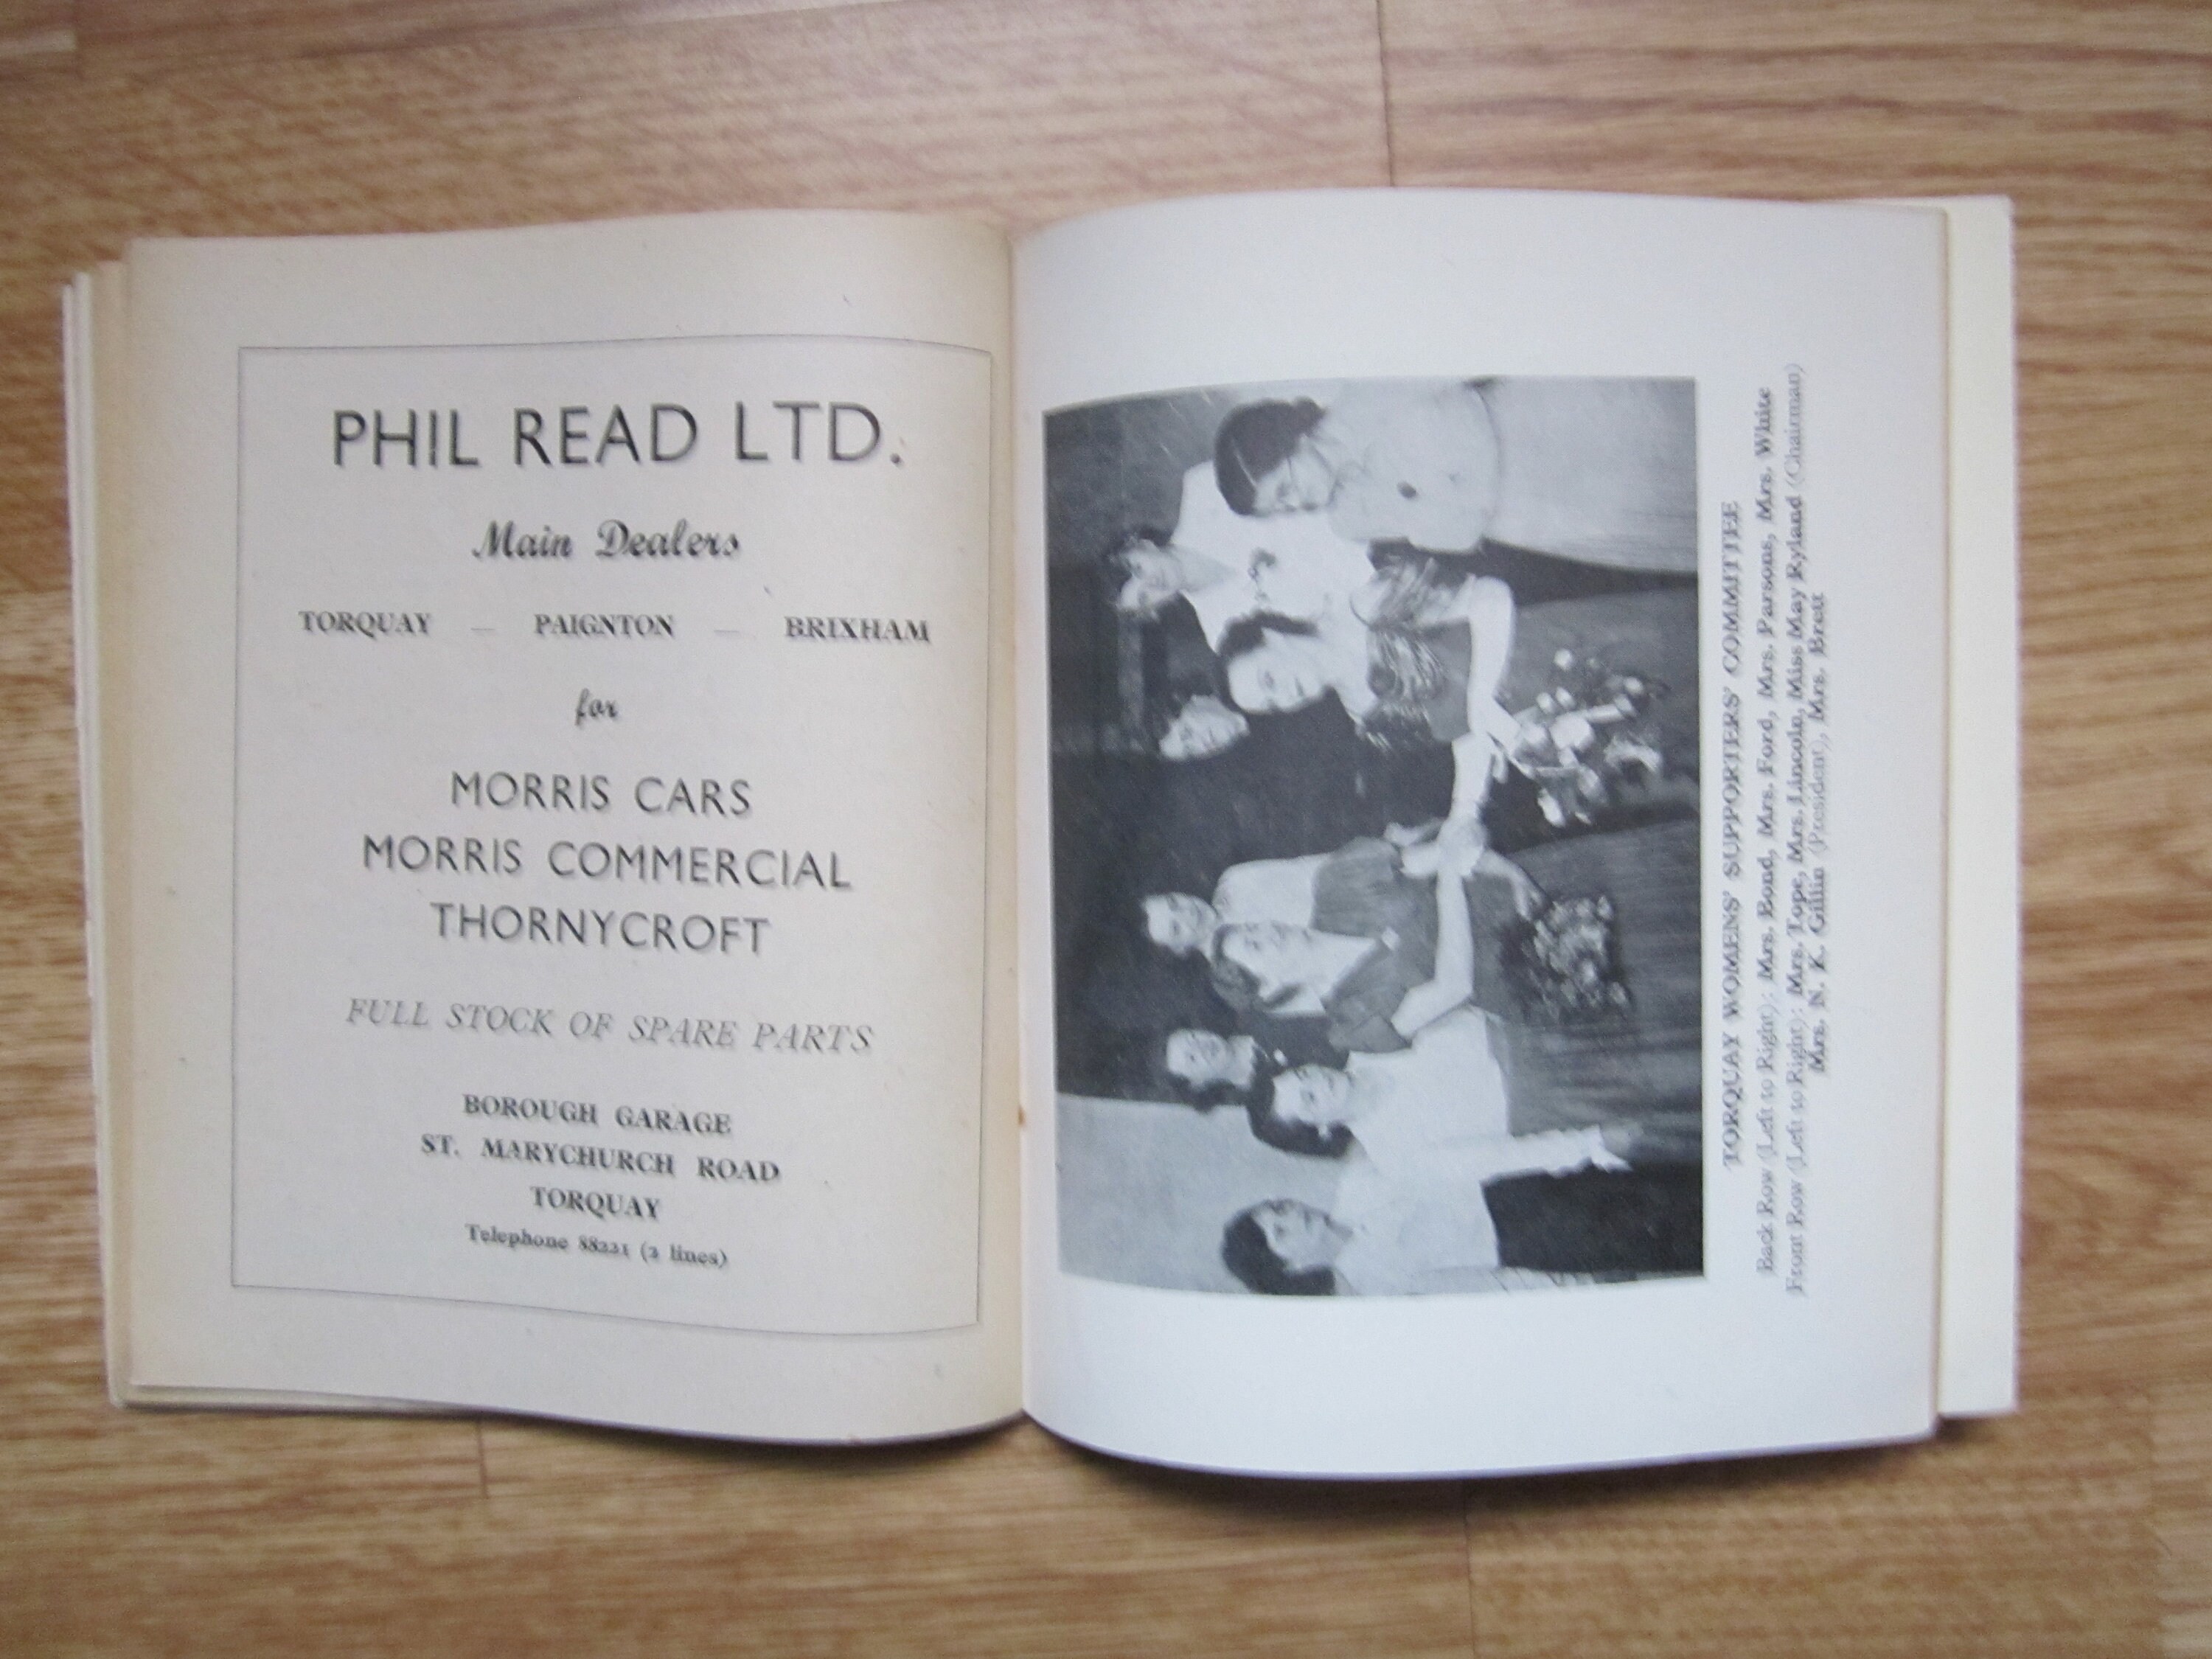 PHIL READ LTD.
Main Dealers
TORQUAY — PAIGNTON — BRIXHAM
for
MORRIS CARS
MORRIS COMMERCIAL
THORNYCROFT
FULL STOCK OF SPARE PARTS
BOROUGH GARAGE
ST. MARYCHURCH ROAD
TORQUAY
Telephone 88221 (2 lines)
TORQUAY WOMENS' SUPPORTERS' COMMITTEE
Back Row (Left to Right): Mrs. Bond, Mrs. Ford, Mrs. Parsons, Mrs. White
Front Row (Left to Right): Mrs. Tope, Mrs. Lincoln, Miss May Ryland (Chairman)
Mrs. N. K. Gillin (President), Mrs. Brett